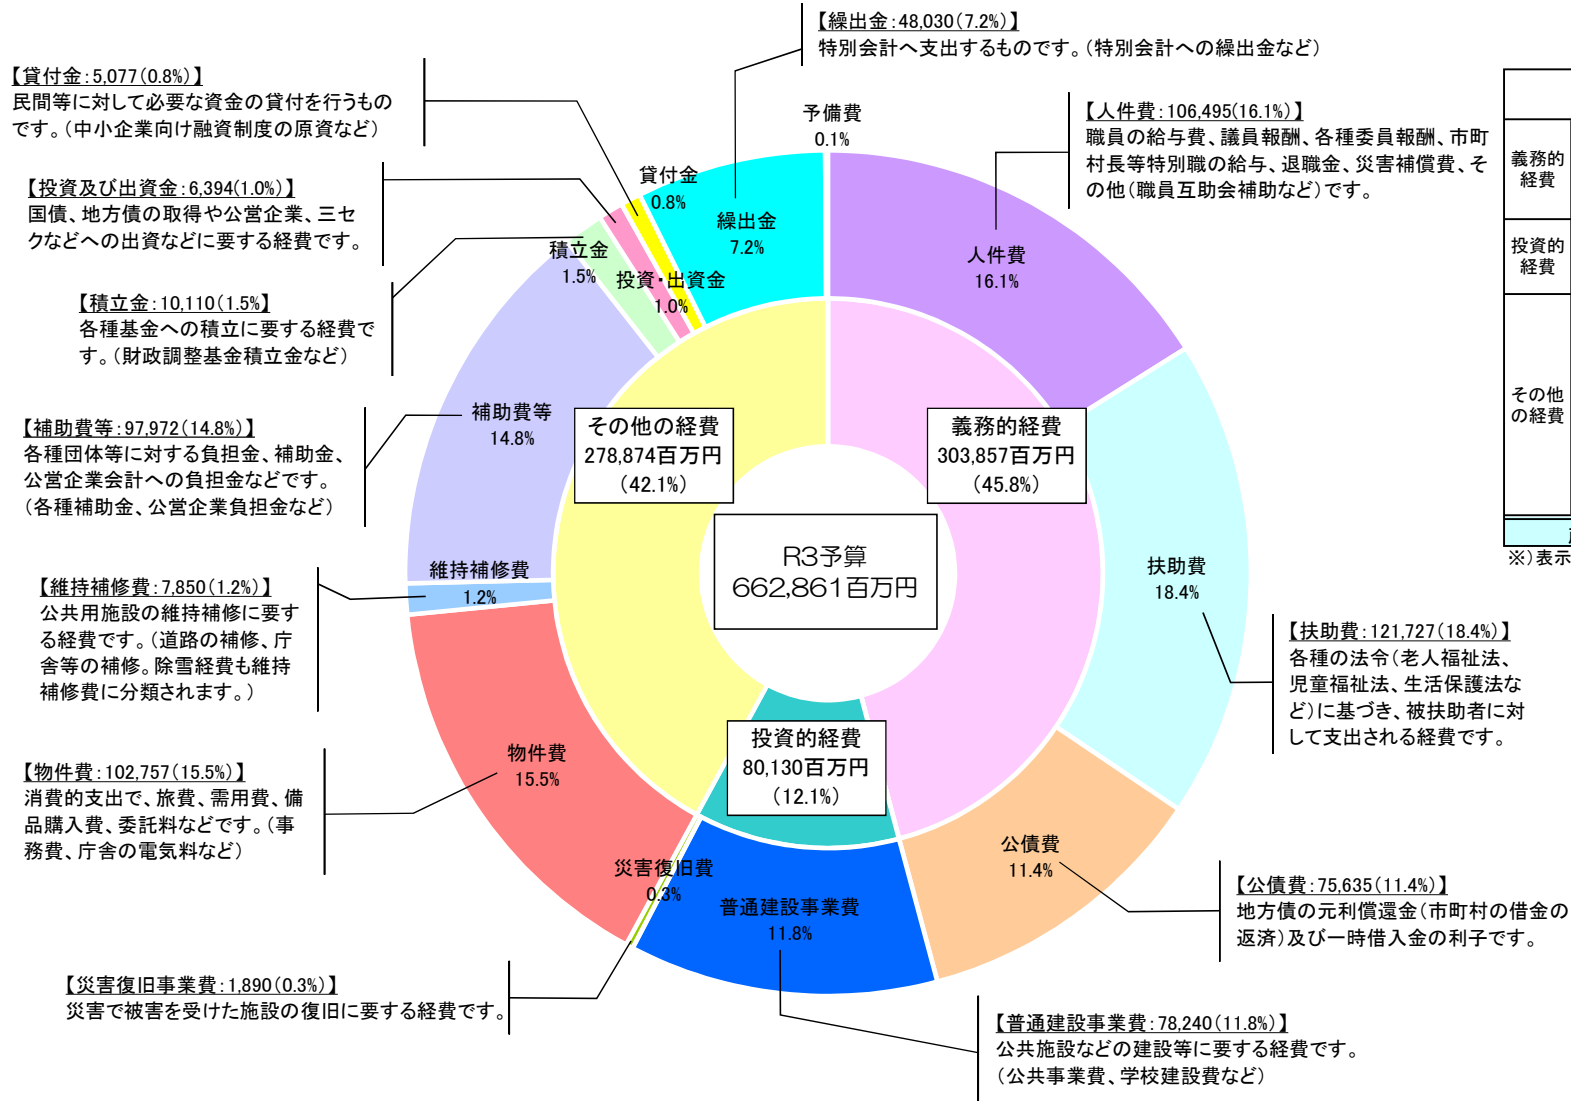 【繰出金:48,030(7.2%)】
特別会計へ支出するものです。(特別会計への繰出金など)
【貸付金:5,077(0.8%)】
民間等に対して必要な資金の貸付を行うもの
です。(中小企業向け融資制度の原資など)
【投資及び出資金:6,394(1.0%)】
国債、地方債の取得や公営企業、三セ
クなどへの出資などに要する経費です。
【積立金:10,110(1.5%)】
各種基金への積立に要する経費で
す。(財政調整基金積立金など)
【補助費等:97,972(14.8%)】
各種団体等に対する負担金、補助金、
公営企業会計への負担金などです。
(各種補助金、公営企業負担金など)
【維持補修費:7,850(1.2%)】
公共用施設の維持補修に要す
る経費です。(道路の補修、庁
舎等の補修。除雪経費も維持
補修費に分類されます。)
【物件費:102,757(15.5%)】
消費的支出で、旅費、需用費、備
品購入費、委託料などです。(事
務費、庁舎の電気料など)
【災害復旧事業費:1,890(0.3%)】
災害で被害を受けた施設の復旧に要する経費です。
予備費
0.1%
貸付金
0.8%
繰出金
7.2%
積立金
1.5%
投資・出資金
1.0%
人件費
16.1%
補助費等
14.8%
その他の経費
278,874百万円
(42.1%)
義務的経費
303,857百万円
(45.8%)
R3予算
662,861百万円
維持補修費
1.2%
扶助費
18.4%
投資的経費
80,130百万円
(12.1%)
物件費
15.5%
公債費
11.4%
災害復旧費
0.3%
普通建設事業費
11.8%
【人件費:106,495(16.1%)】
職員の給与費、議員報酬、各種委員報酬、市町
村長等特別職の給与、退職金、災害補償費、そ
の他(職員互助会補助など)です。
【扶助費:121,727(18.4%)】
各種の法令(老人福祉法、
児童福祉法、生活保護法な
ど)に基づき、被扶助者に対
して支出される経費です。
【公債費:75,635(11.4%)】
地方債の元利償還金(市町村の借金の
返済)及び一時借入金の利子です。
【普通建設事業費:78,240(11.8%)】
公共施設などの建設等に要する経費です。
(公共事業費、学校建設費など)
義務的
経費
投資的
経費
その他
の経費
※)表示